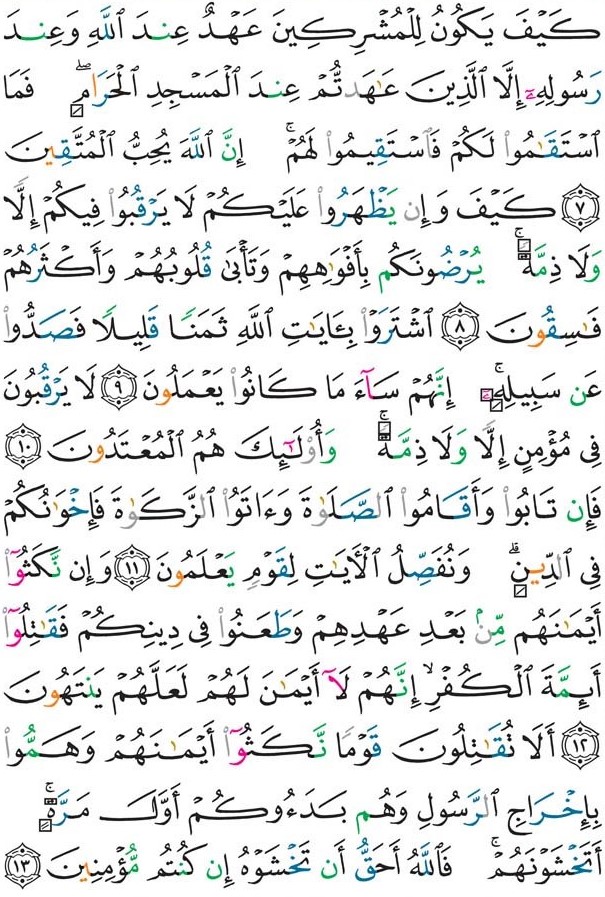 كَيۡفَ يَكُونُ لِلۡمُشۡرِكِينَ عَهۡدٌ عِندَ ٱللَّهِ وَعِندَ
رَسُولِهِۦٓ إِلَّا ٱلَّذِينَ عَٰهَدتُّمۡ عِندَ ٱلۡمَسۡجِدِ ٱلۡحَرَامِۖ فَمَا
ٱسۡتَقَٰمُواْ لَكُمۡ فَٱسۡتَقِيمُواْ لَهُمۡۚ إِنَّ ٱللَّهَ يُحِبُّ ٱلۡمُتَّقِينَ
٧ كَيۡفَ وَإِن يَظۡهَرُواْ عَلَيۡكُمۡ لَا يَرۡقُبُواْ فِيكُمۡ إِلّٗا
وَلَا ذِمَّةٗۚ يُرۡضُونَكُم بِأَفۡوَٰهِهِمۡ وَتَأۡبَىٰ قُلُوبُهُمۡ وَأَكۡثَرُهُمۡ
فَٰسِقُونَ ٨ ٱشۡتَرَوۡاْ بِـَٔايَٰتِ ٱللَّهِ ثَمَنٗا قَلِيلٗا فَصَدُّواْ
عَن سَبِيلِهِۦٓۚ إِنَّهُمۡ سَآءَ مَا كَانُواْ يَعۡمَلُونَ ٩ لَا يَرۡقُبُونَ
فِي مُؤۡمِنٍ إِلّٗا وَلَا ذِمَّةٗۚ وَأُوْلَٰٓئِكَ هُمُ ٱلۡمُعۡتَدُونَ ١٠
فَإِن تَابُواْ وَأَقَامُواْ ٱلصَّلَوٰةَ وَءَاتَوُاْ ٱلزَّكَوٰةَ فَإِخۡوَٰنُكُمۡ
فِي ٱلدِّينِۗ وَنُفَصِّلُ ٱلۡأٓيَٰتِ لِقَوۡمٖ يَعۡلَمُونَ ١١ وَإِن نَّكَثُوٓاْ
أَيۡمَٰنَهُم مِّنۢ بَعۡدِ عَهۡدِهِمۡ وَطَعَنُواْ فِي دِينِكُمۡ فَقَٰتِلُوٓاْ
أَئِمَّةَ ٱلۡكُفۡرِۙ إِنَّهُمۡ لَآ أَيۡمَٰنَ لَهُمۡ لَعَلَّهُمۡ يَنتَهُونَ
١٢ أَلَا تُقَٰتِلُونَ قَوۡمٗا نَّكَثُوٓاْ أَيۡمَٰنَهُمۡ وَهَمُّواْ
بِإِخۡرَاجِ ٱلرَّسُولِ وَهُم بَدَءُوكُمۡ أَوَّلَ مَرَّةٍۚ
أَتَخۡشَوۡنَهُمۡۚ فَٱللَّهُ أَحَقُّ أَن تَخۡشَوۡهُ إِن كُنتُم مُّؤۡمِنِينَ ١٣